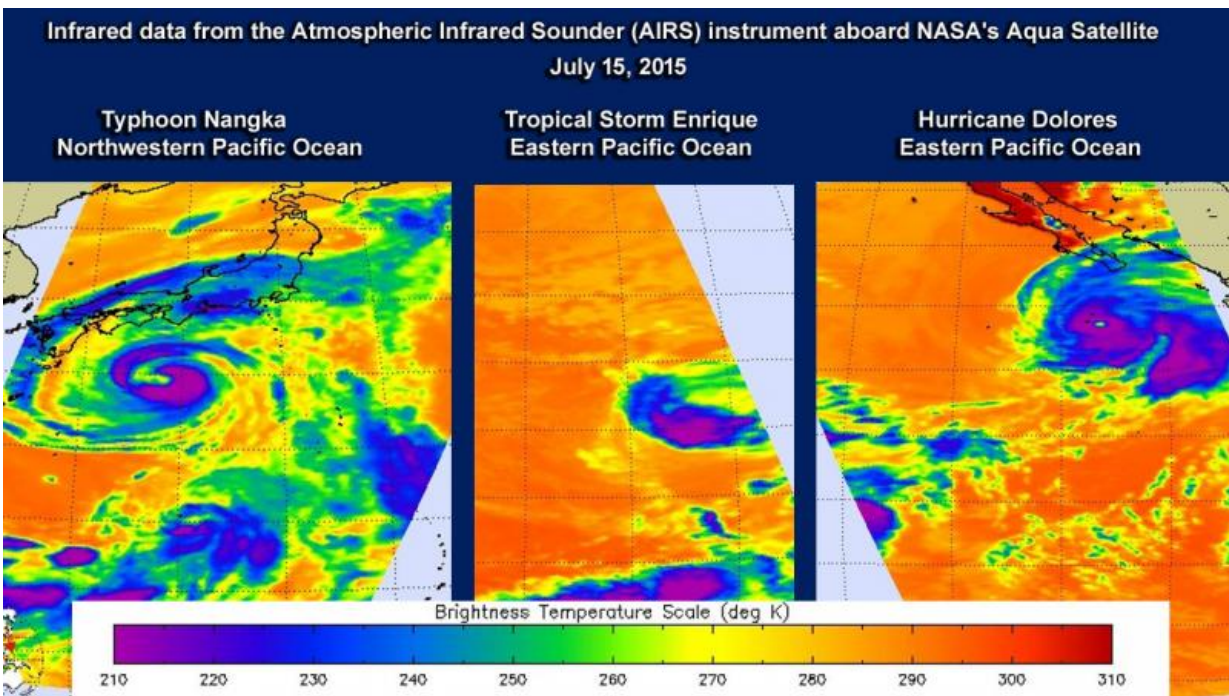 Infrared data from the Atmospheric Infrared Sounder (AIRS) instrument aboard NASA's Aqua Satellite
July 15, 2015
Typhoon Nangka
Northwestern Pacific Ocean
Tropical Storm Enrique
Eastern Pacific Ocean
Hurricane Dolores
Eastern Pacific Ocean
Brightness Temperature Scale (deg K)
210 220 230 240 250 260 270 280 290 300 310